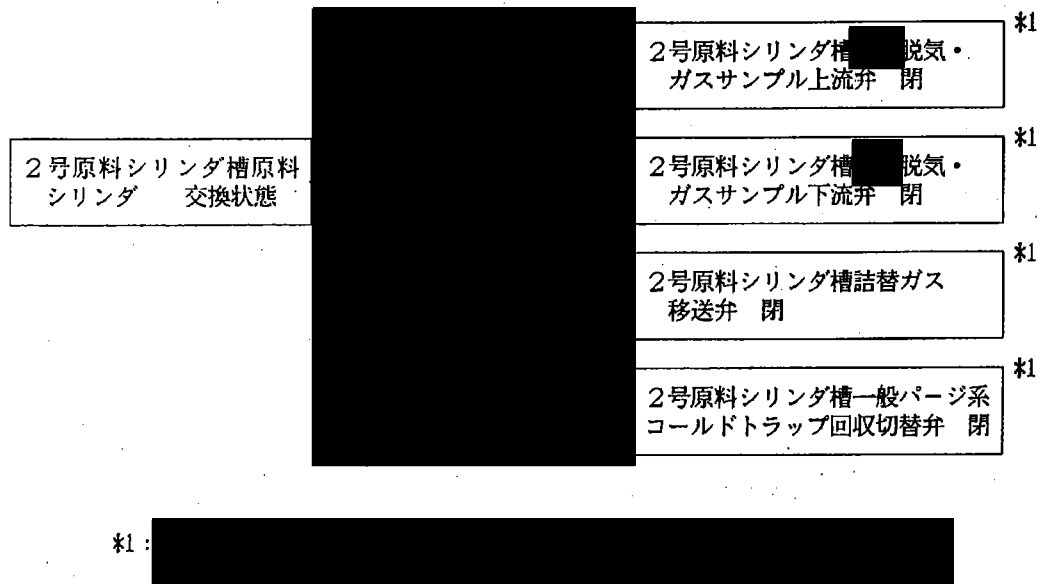 2号原料シリンダ槽原料
シリンダ 交換状態
*1
2号原料シリンダ槽 脱気・
ガスサンプル上流弁 閉
*1
2号原料シリンダ槽 脱気・
ガスサンプル下流弁 閉
*1
2号原料シリンダ槽詰替ガス
移送弁 閉
*1
2号原料シリンダ槽一般パージ系
コールドトラップ回収切替弁 閉
*1: